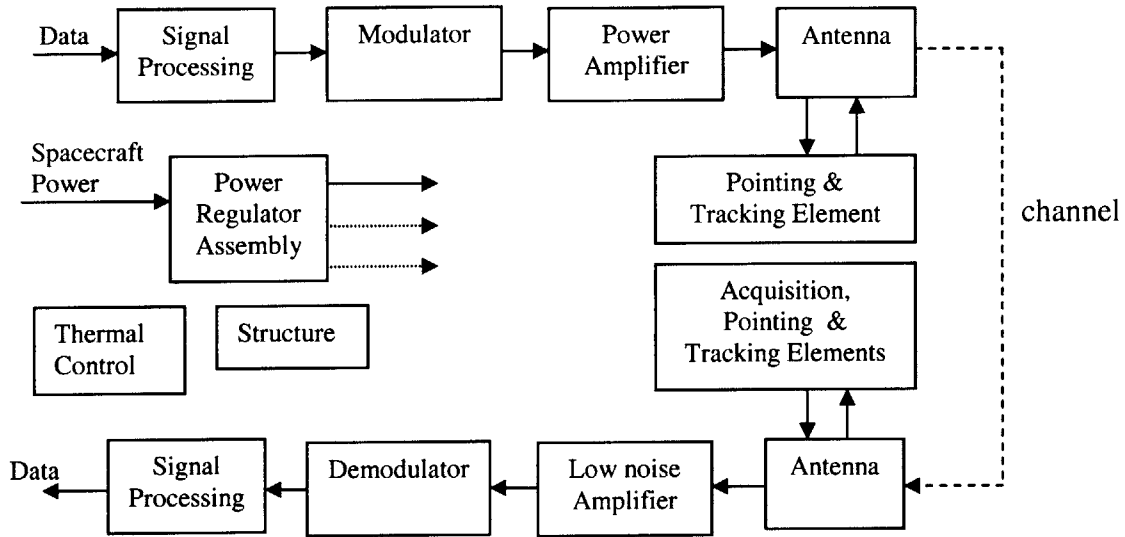 Data
Signal
Processing
Modulator
Power
Amplifier
Antenna
Spacecraft
Power
Power
Regulator
Assembly
Pointing &
Tracking Element
channel
Acquisition,
Pointing &
Tracking Elements
Thermal
Control
Structure
Data
Signal
Processing
Demodulator
Low noise
Amplifier
Antenna